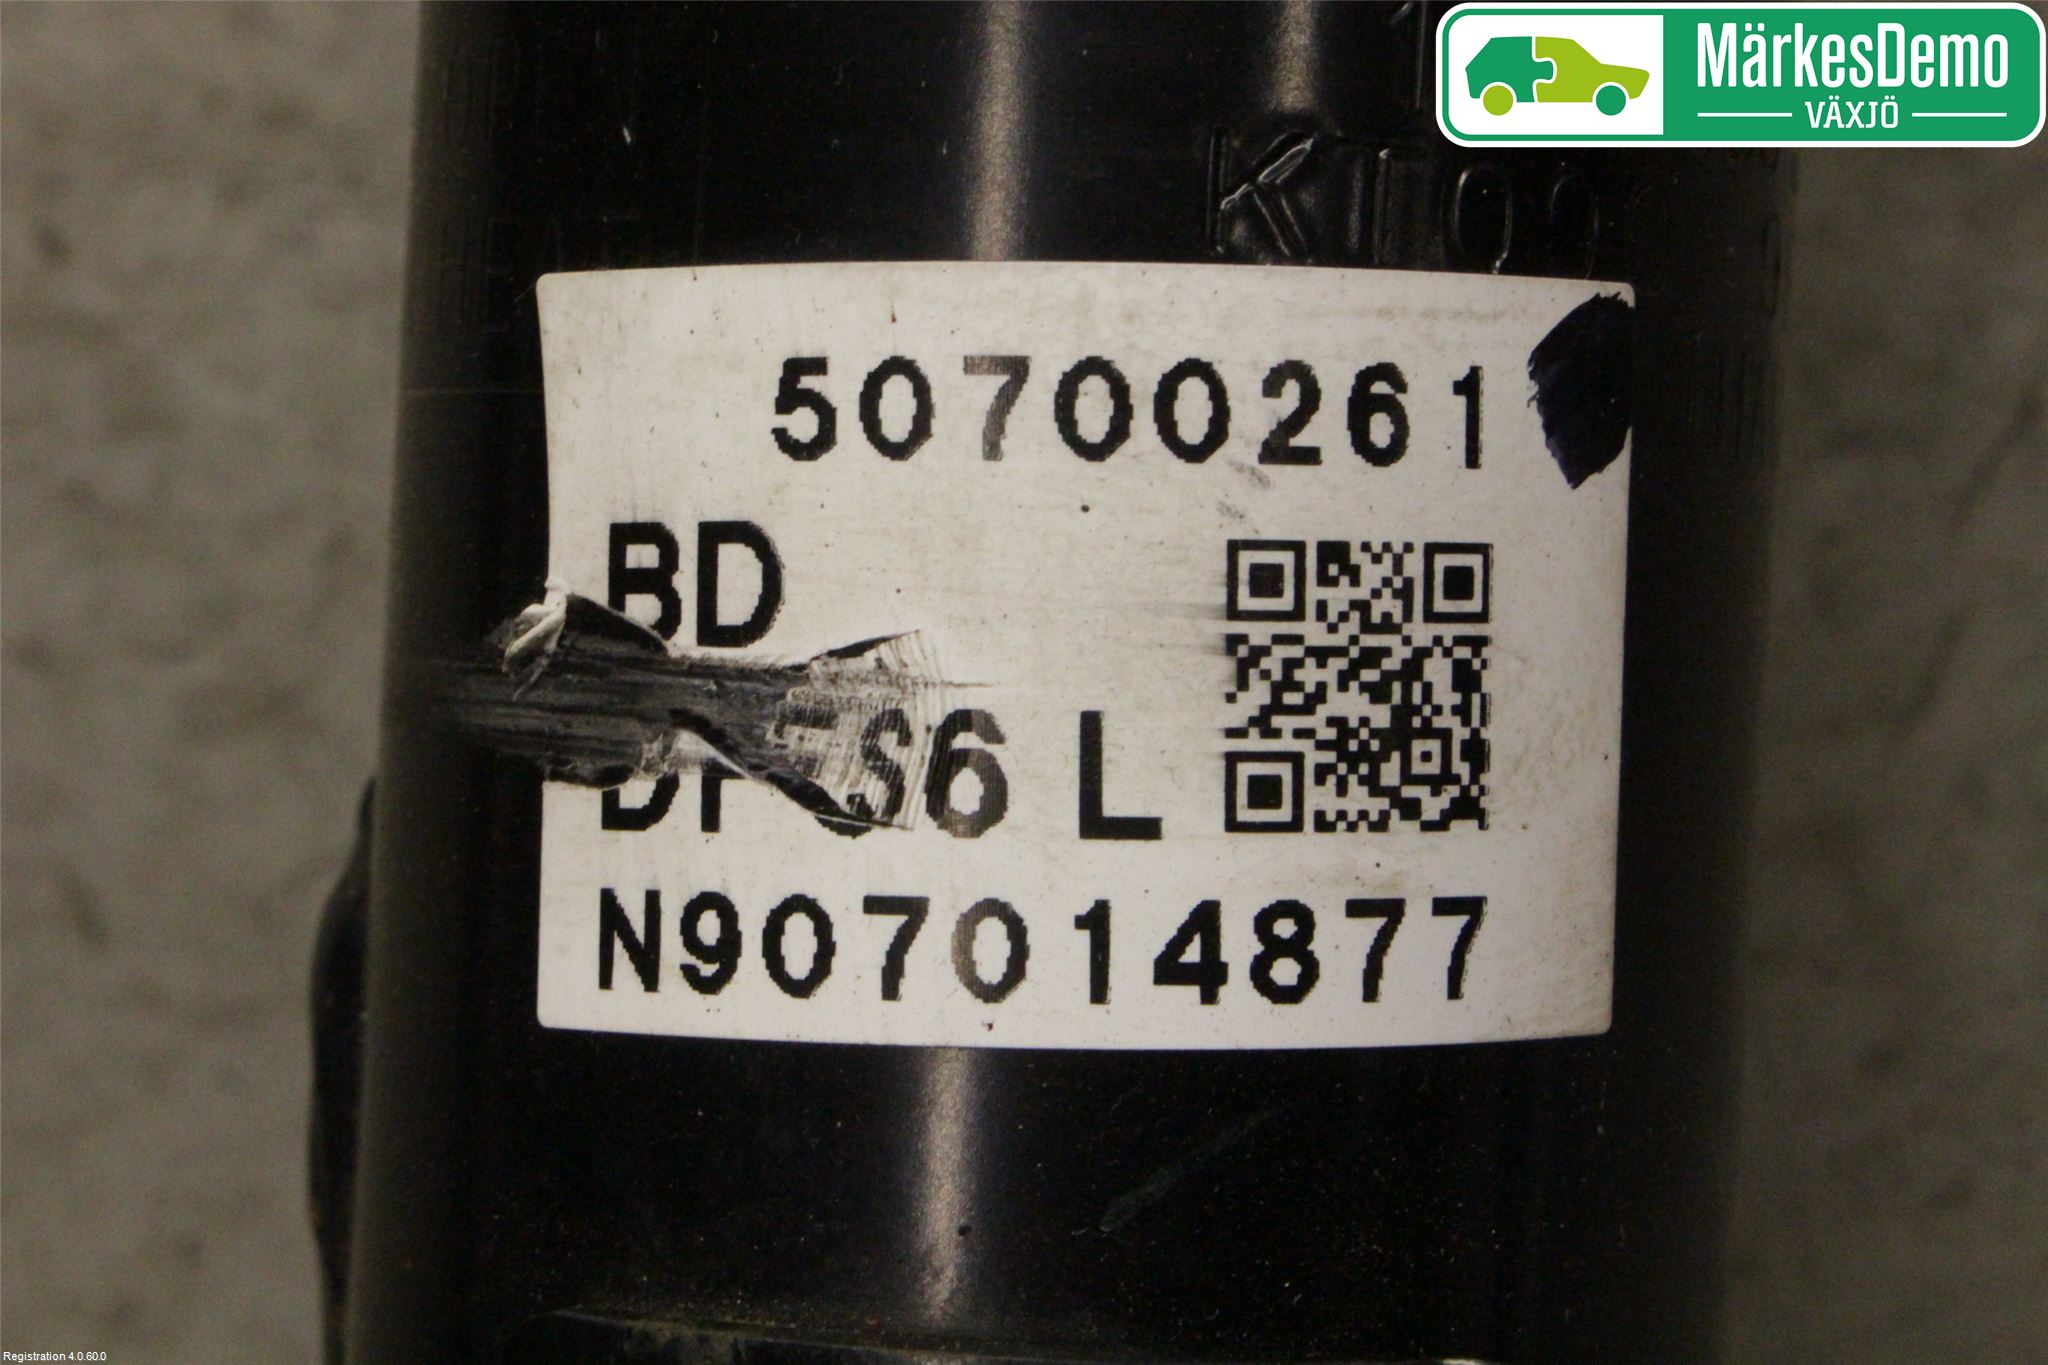 MärkesDemo
VÄXJÖ
50700261
BD
S6 L
N907014877
Registration 4.0.60.0